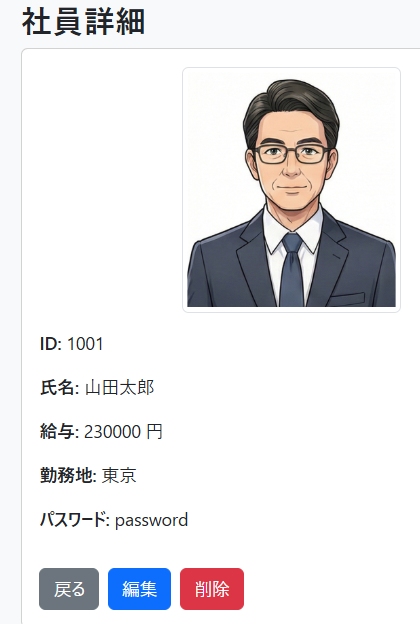 社員詳細
ID: 1001
氏名: 山田太郎
給与: 230000 円
勤務地: 東京
パスワード: password
戻る 編集 削除